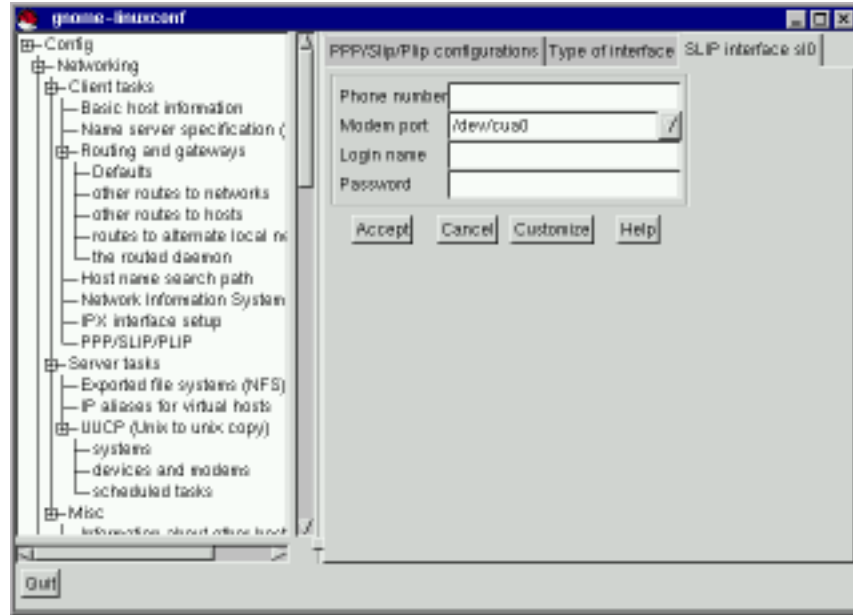 gnome-linuxconf
Config
Networking
Client tasks
Basic host information
Name server specification (
Routing and gateways
Defaults
other routes to networks
other routes to hosts
routes to alternate local ne
the routed daemon
Host name search path
Network Information System
IPX interface setup
PPP/SLIP/PLIP
Server tasks
Exported file systems (NFS)
IP aliases for virtual hosts
UUCP (Unix to unix copy)
systems
devices and modems
scheduled tasks
Misc
Information about other host
PPP/Slip/Plip configurations Type of interface SLIP interface sl0
Phone number
Modem port /dev/cua0
Login name
Password
Accept Cancel Customize Help
Quit